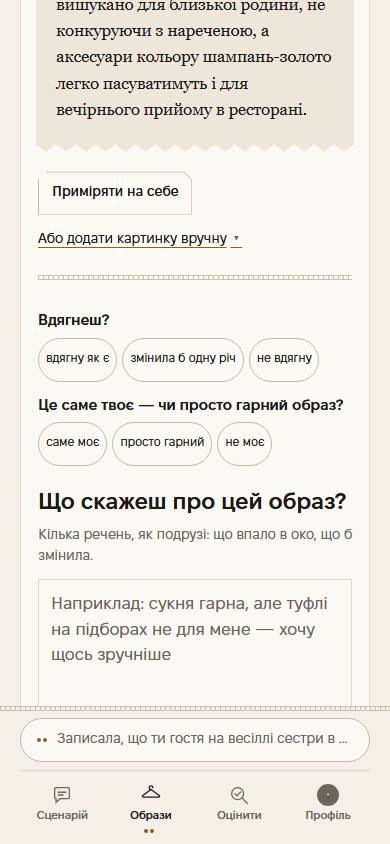 вишукано для близької родини, не
конкуруючи з нареченою, а
аксесуари кольору шампань-золото
легко пасуватимуть і для
вечірнього прийому в ресторані.
Приміряти на себе
Або додати картинку вручну
Вдягнеш?
вдягну як є змінила б одну річ не вдягну
Це саме твоє — чи просто гарний образ?
саме моє просто гарний не моє
Що скажеш про цей образ?
Кілька речень, як подрузі: що впало в око, що б
змінила.
Наприклад: сукня гарна, але туфлі
на підборах не для мене — хочу
щось зручніше
Записала, що ти гостя на весіллі сестри в ...
Сценарій Образи Оцінити Профіль